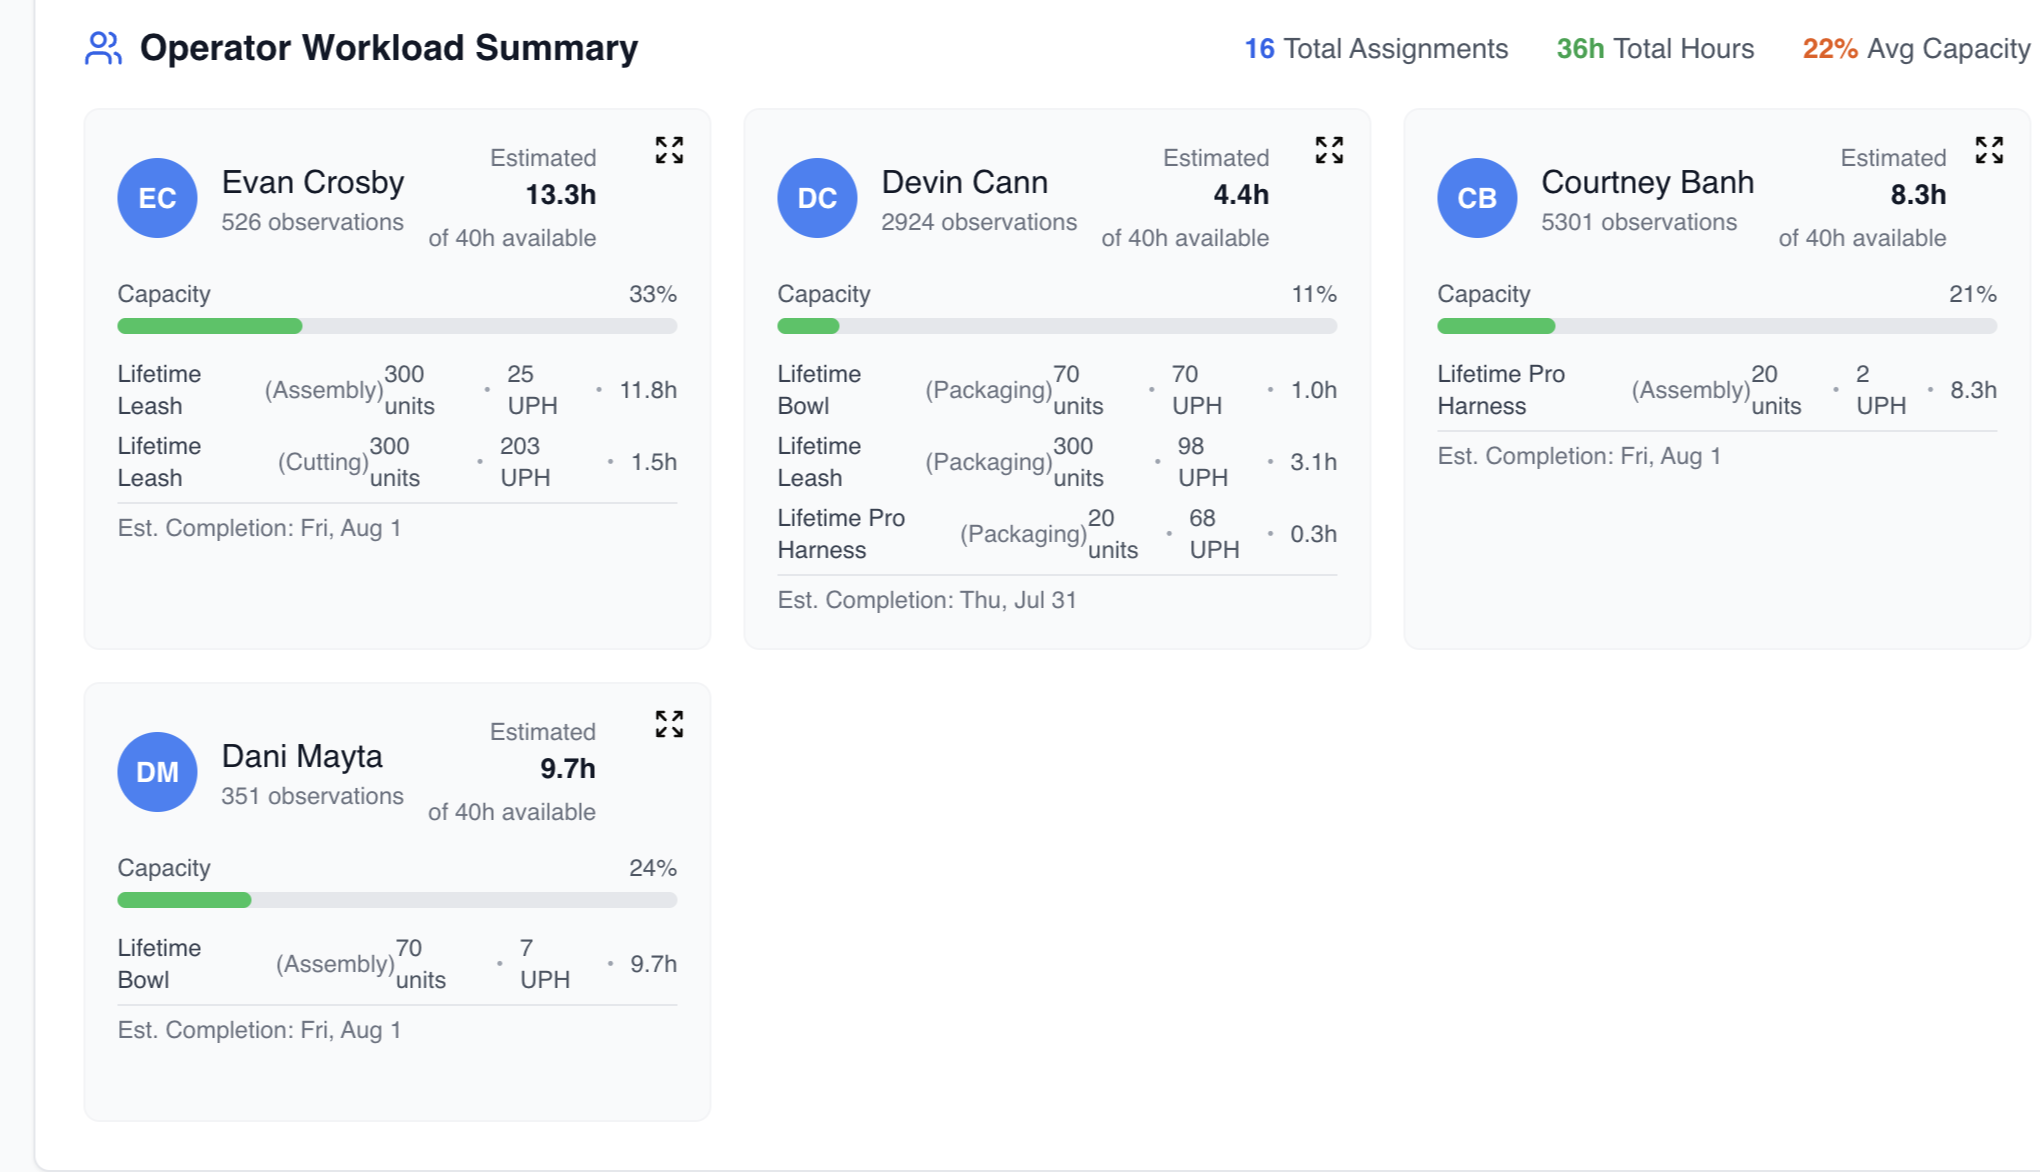 Operator Workload Summary
16 Total Assignments 36h Total Hours 22% Avg Capacity
EC
Evan Crosby
526 observations
Estimated
13.3h
of 40h available
Capacity 33%
Lifetime Leash (Assembly) 300 units • 25 UPH • 11.8h
Lifetime Leash (Cutting) 300 units • 203 UPH • 1.5h
Est. Completion: Fri, Aug 1
DC
Devin Cann
2924 observations
Estimated
4.4h
of 40h available
Capacity 11%
Lifetime Bowl (Packaging) 70 units • 70 UPH • 1.0h
Lifetime Leash (Packaging) 300 units • 98 UPH • 3.1h
Lifetime Pro Harness (Packaging) 20 units • 68 UPH • 0.3h
Est. Completion: Thu, Jul 31
CB
Courtney Banh
5301 observations
Estimated
8.3h
of 40h available
Capacity 21%
Lifetime Pro Harness (Assembly) 20 units • 2 UPH • 8.3h
Est. Completion: Fri, Aug 1
DM
Dani Mayta
351 observations
Estimated
9.7h
of 40h available
Capacity 24%
Lifetime Bowl (Assembly) 70 units • 7 UPH • 9.7h
Est. Completion: Fri, Aug 1